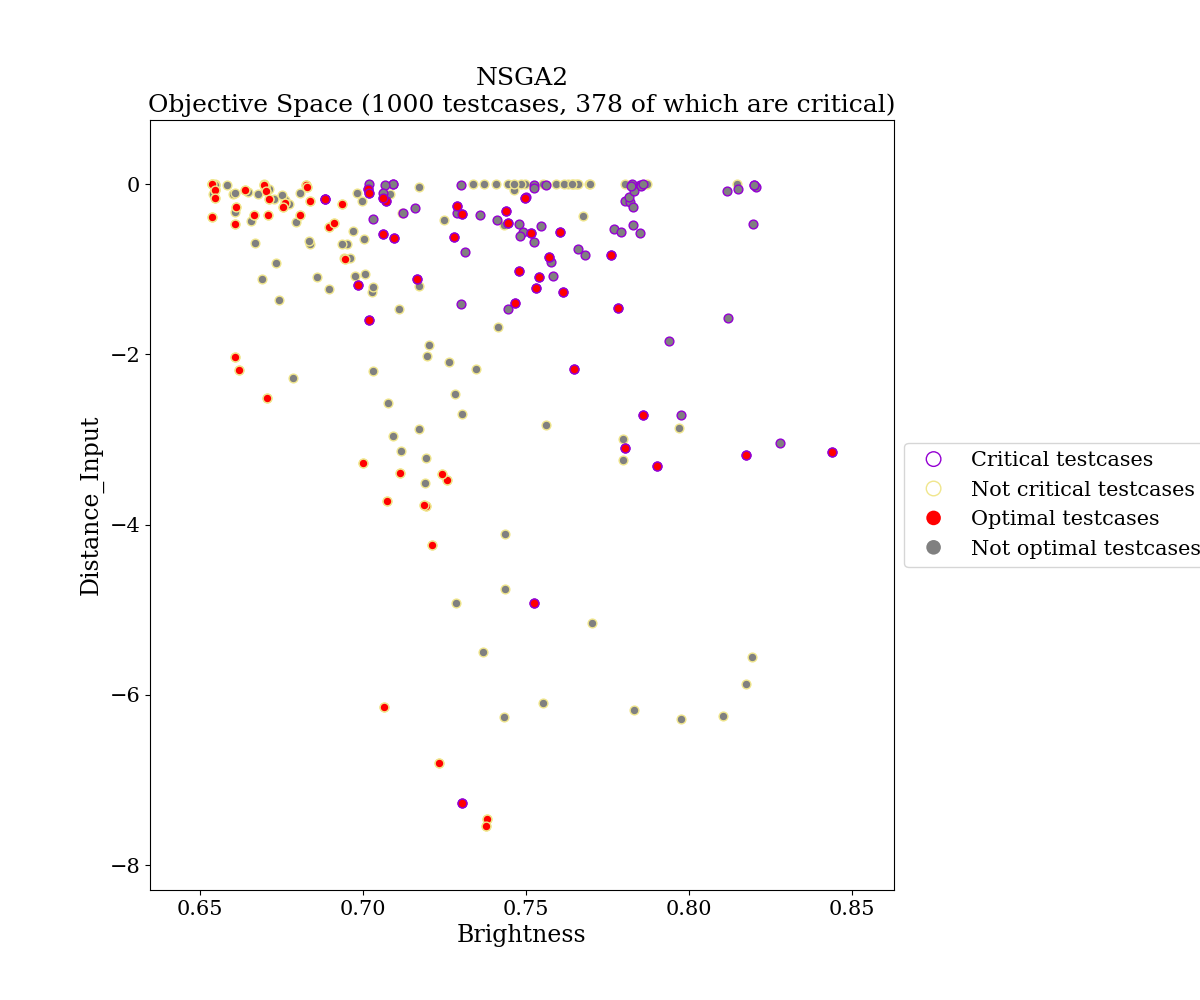 NSGA2
Objective Space (1000 testcases, 378 of which are critical)
0
−2
−4
−6
−8
Distance_Input
0.65 0.70 0.75 0.80 0.85
Brightness
Critical testcases
Not critical testcases
Optimal testcases
Not optimal testcases